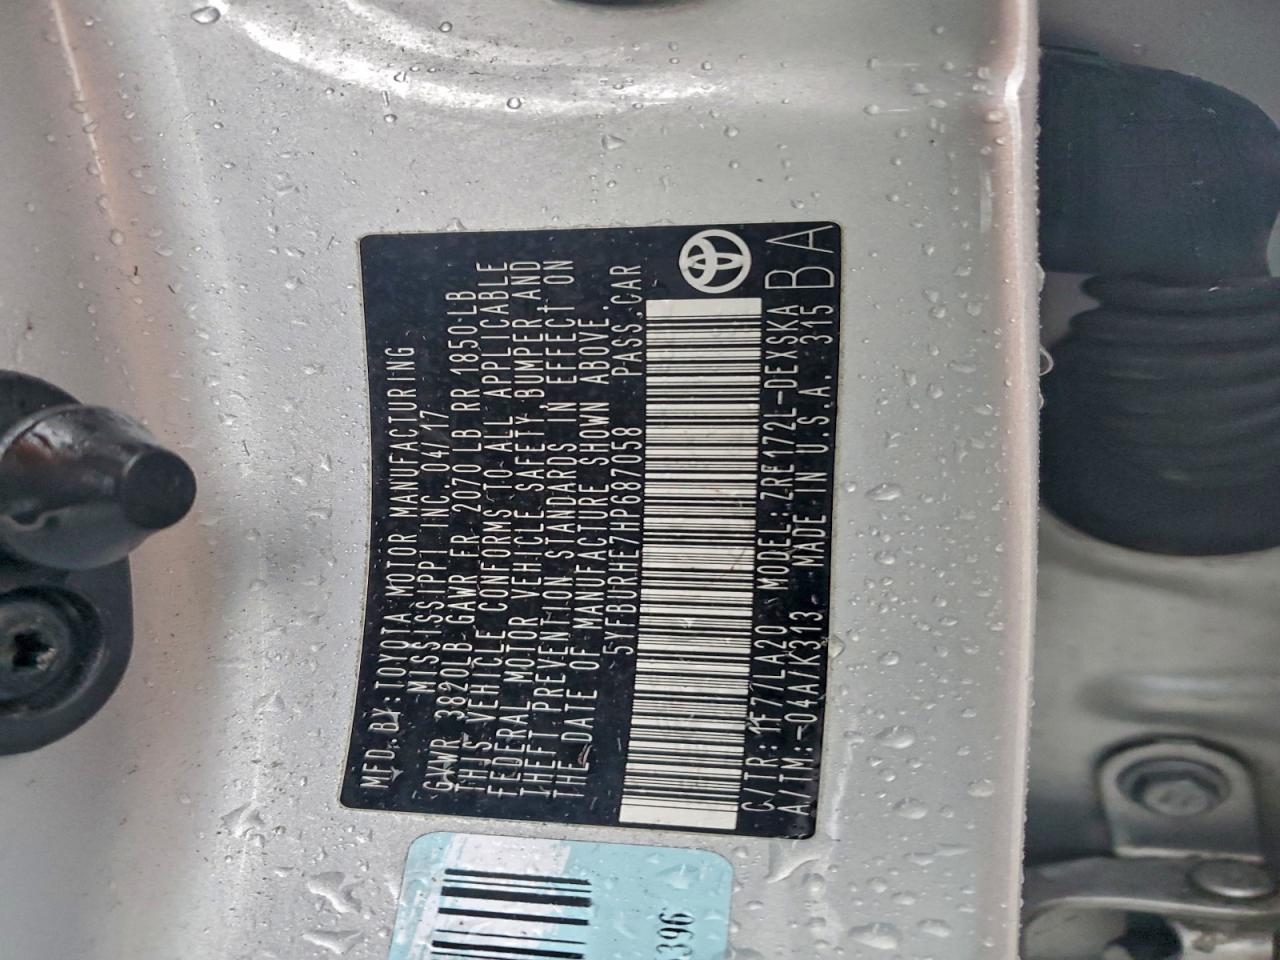 MFD. BY: TOYOTA MOTOR MANUFACTURING
MISSISSIPPI INC. 04/17
GVWR 3820LB GAWR FR 2070 LB RR 1850 LB
THIS VEHICLE CONFORMS TO ALL APPLICABLE
FEDERAL MOTOR VEHICLE SAFETY, BUMPER, AND
THEFT PREVENTION STANDARDS IN EFFECT ON
THE DATE OF MANUFACTURE SHOWN ABOVE.
5YFBURHE7HP687058 PASS.CAR
C/TR: 1F7/LA20 MODEL: ZRE172L-DEXSKA
A/TM: -04A/K313 MADE IN U.S.A. 315 BA
396